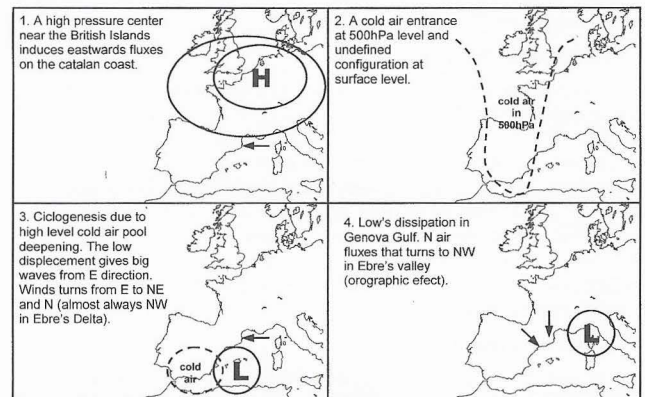 1. A high pressure center
near the British Islands
induces eastwards fluxes
on the catalan coast.
H
2. A cold air entrance
at 500hPa level and
undefined
configuration at
surface level.
cold air
in
500hPa
3. Ciclogenesis due to
high level cold air pool
deepening. The low
displacement gives big
waves from E direction.
Winds turns from E to NE
and N (almost always NW
in Ebre's Delta).
cold
air
L
4. Low's dissipation in
Genova Gulf. N air
fluxes that turns to NW
in Ebre's valley
(orographic efect).
L